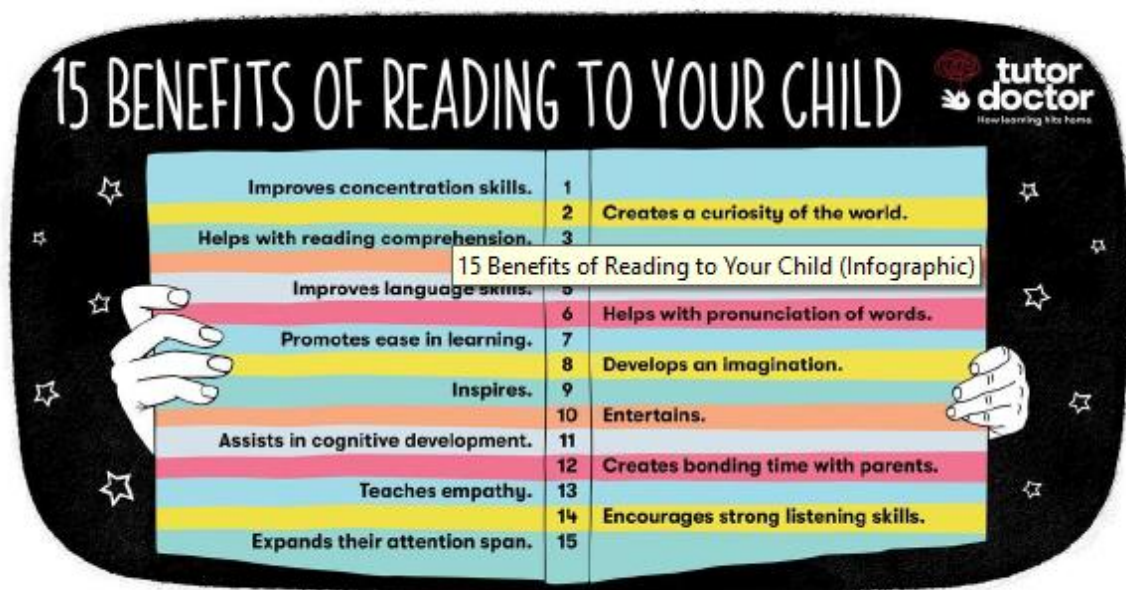 15 BENEFITS OF READING TO YOUR CHILD
tutor
doctor
How learning hits home
Improves concentration skills. 1
2 Creates a curiosity of the world.
Helps with reading comprehension. 3
15 Benefits of Reading to Your Child (Infographic)
Improves language skills. 5
6 Helps with pronunciation of words.
Promotes ease in learning. 7
8 Develops an imagination.
Inspires. 9
10 Entertains.
Assists in cognitive development. 11
12 Creates bonding time with parents.
Teaches empathy. 13
14 Encourages strong listening skills.
Expands their attention span. 15